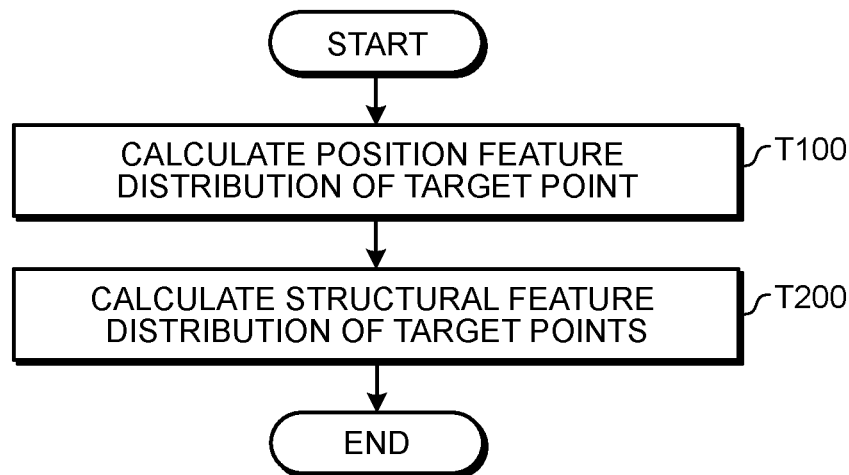 START
CALCULATE POSITION FEATURE
DISTRIBUTION OF TARGET POINT
T100
CALCULATE STRUCTURAL FEATURE
DISTRIBUTION OF TARGET POINTS
T200
END